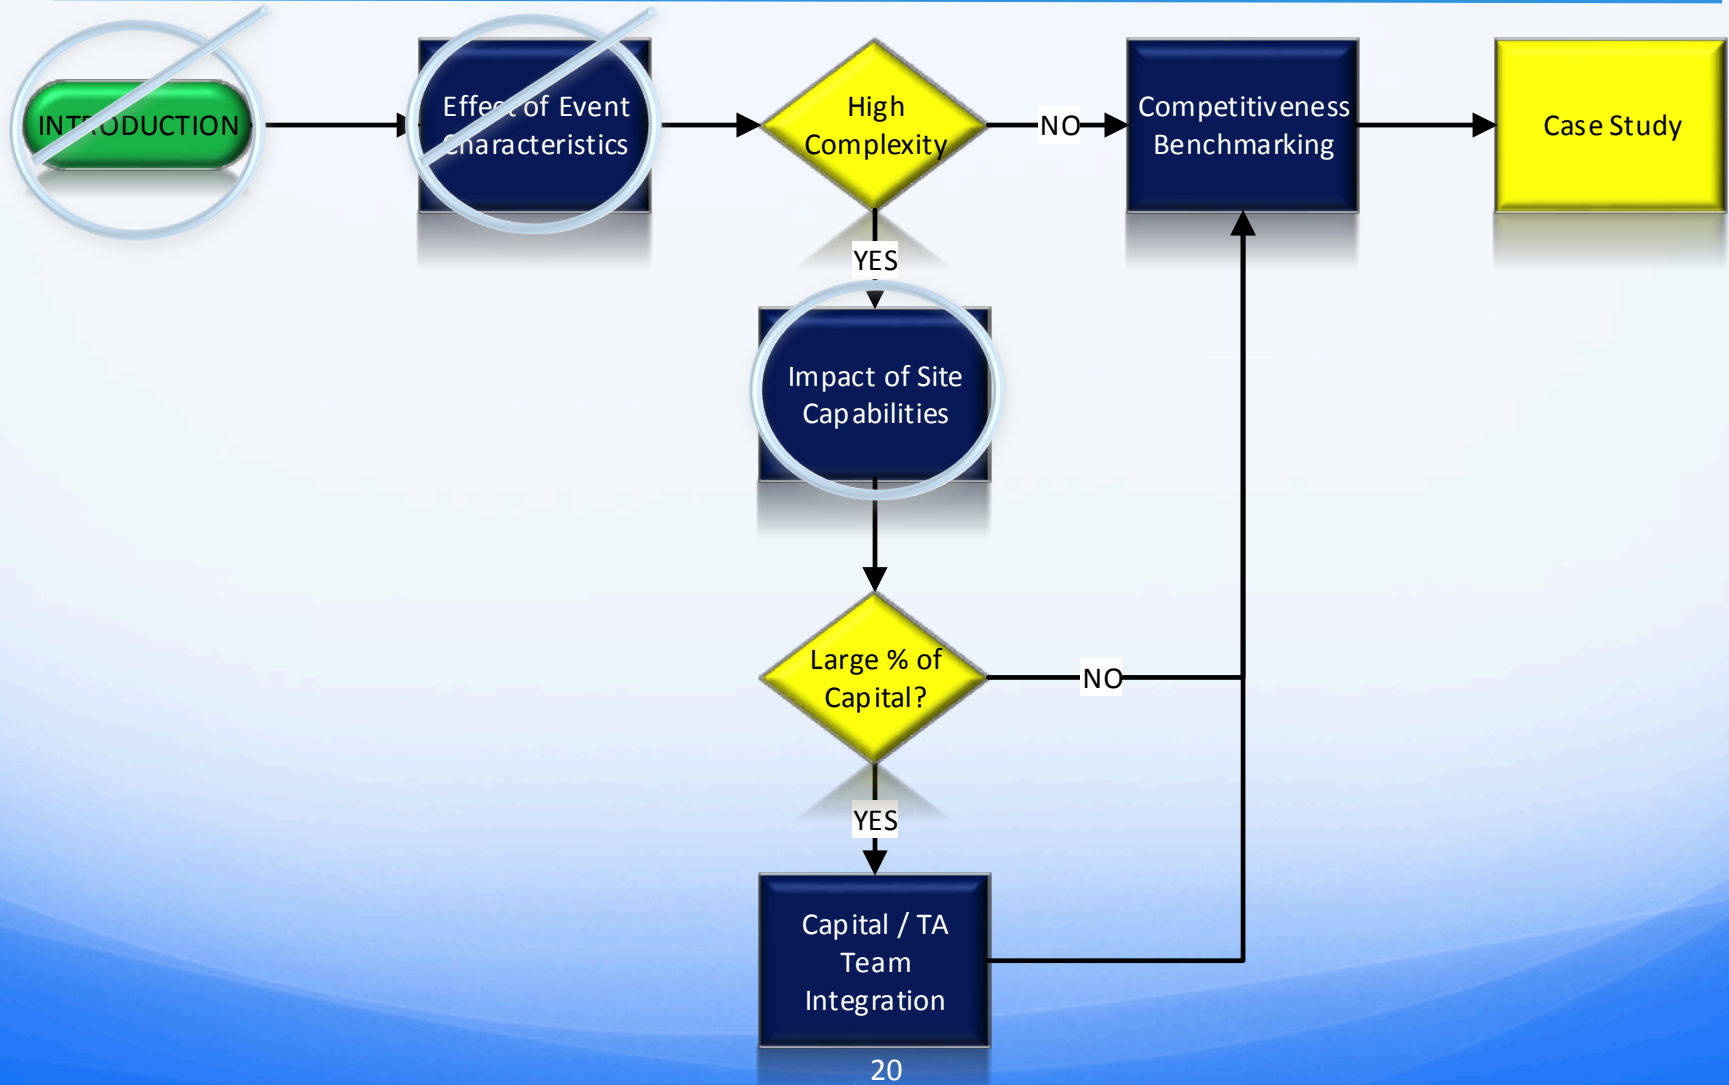 INTRODUCTION
Effect of Event
Characteristics
High
Complexity
NO
Competitiveness
Benchmarking
Case Study
YES
Impact of Site
Capabilities
Large % of
Capital?
NO
YES
Capital / TA
Team
Integration
20